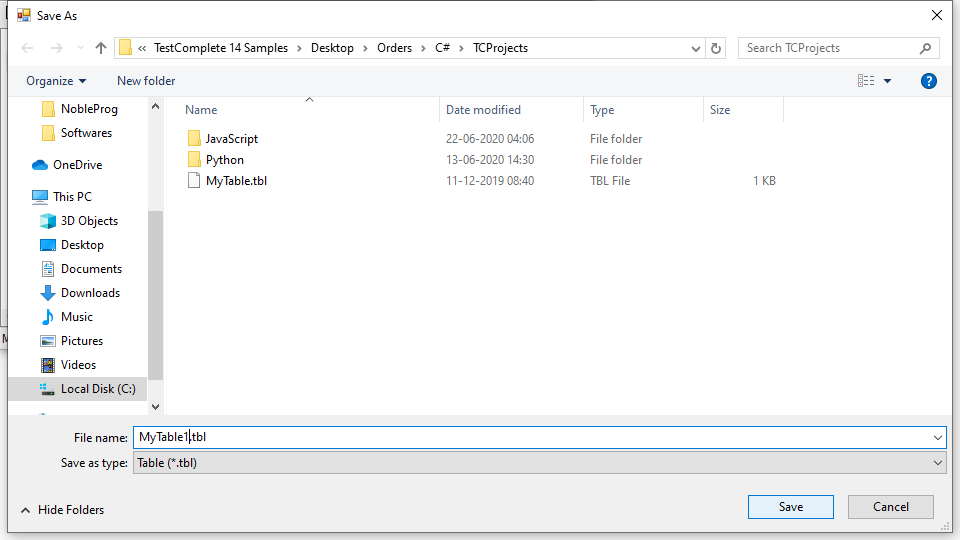 Save As
« TestComplete 14 Samples > Desktop > Orders > C# > TCProjects
Search TCProjects
Organize
New folder
?
NobleProg
Softwares
OneDrive
This PC
3D Objects
Desktop
Documents
Downloads
Music
Pictures
Videos
Local Disk (C:)
Name Date modified Type Size
JavaScript 22-06-2020 04:06 File folder
Python 13-06-2020 14:30 File folder
MyTable.tbl 11-12-2019 08:40 TBL File 1 KB
File name: MyTable1.tbl
Save as type: Table (*.tbl)
Hide Folders
Save
Cancel